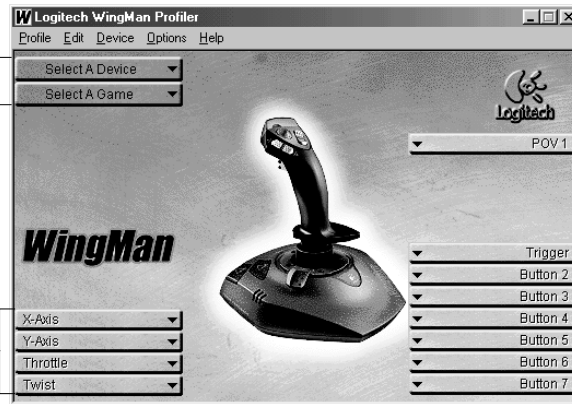 Logitech WingMan Profiler
Profile Edit Device Options Help
Select A Device
Select A Game
Logitech
POV 1
WingMan
Trigger
Button 2
Button 3
Button 4
Button 5
Button 6
Button 7
X-Axis
Y-Axis
Throttle
Twist